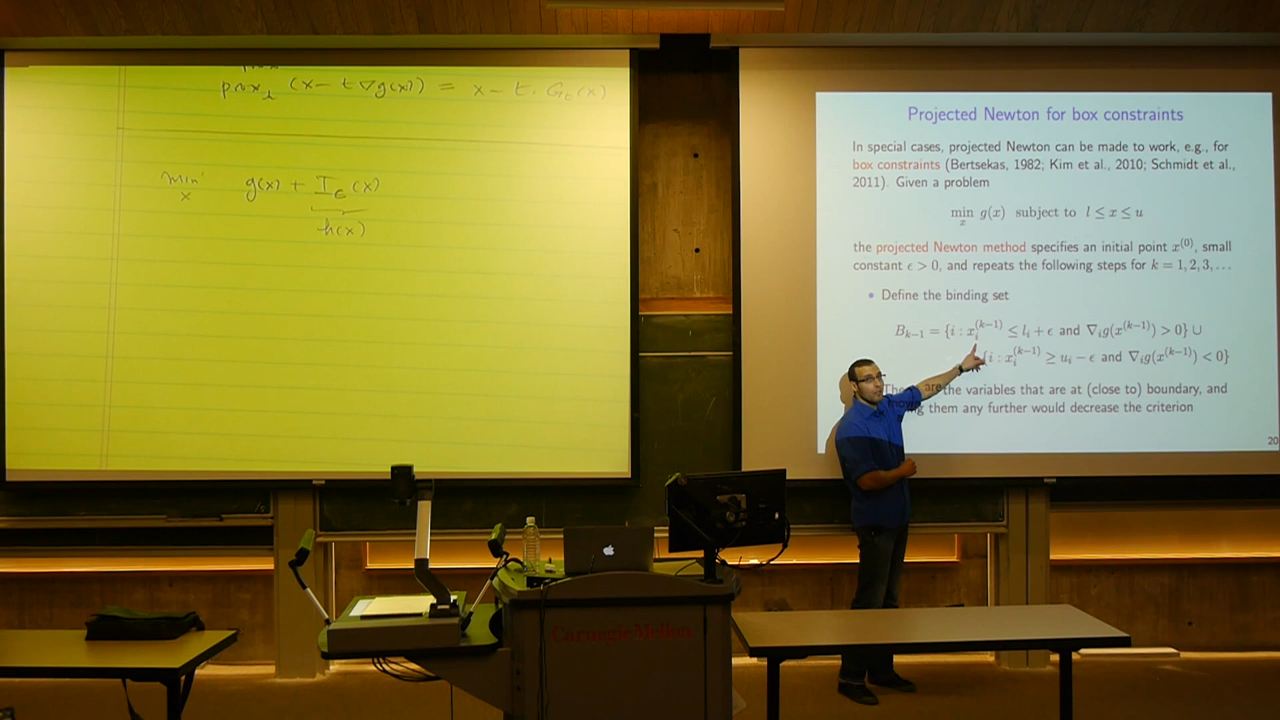 prox_t (x - t ∇g(x)) = x - t. G_t(x)
min x g(x) + I_C (x)
h(x)
Projected Newton for box constraints
In special cases, projected Newton can be made to work, e.g., for
box constraints (Bertsekas, 1982; Kim et al., 2010; Schmidt et al.,
2011). Given a problem
min x g(x) subject to l ≤ x ≤ u
the projected Newton method specifies an initial point x^(0), small
constant ε > 0, and repeats the following steps for k = 1, 2, 3, ...
• Define the binding set
B_{k-1} = {i : x_i^(k-1) ≤ l_i + ε and ∇_i g(x^(k-1)) > 0} ∪
{i : x_i^(k-1) ≥ u_i - ε and ∇_i g(x^(k-1)) < 0}
are the variables that are at (close to) boundary, and
them any further would decrease the criterion
20
Carnegie Mellon